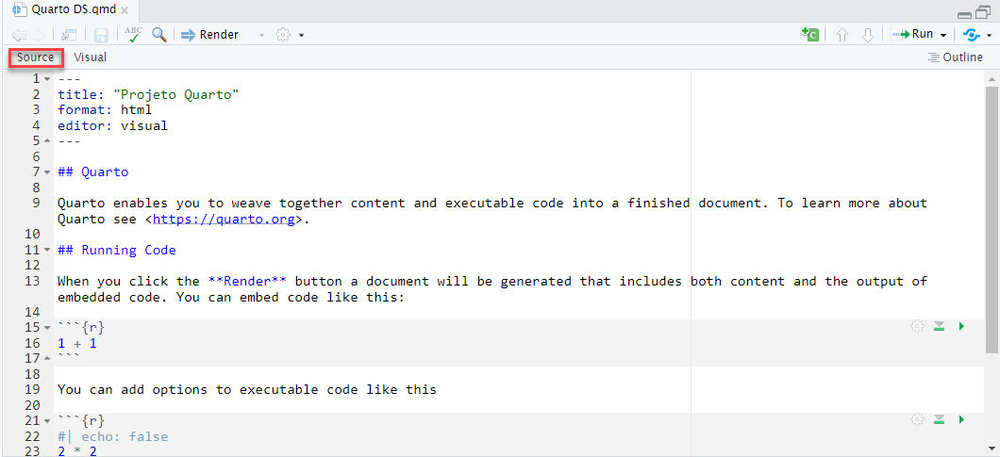 Quarto DS.qmd
ABC Render Run
Source Visual Outline
1 ---
2 title: "Projeto Quarto"
3 format: html
4 editor: visual
5 ---
6
7 ## Quarto
8
9 Quarto enables you to weave together content and executable code into a finished document. To learn more about
Quarto see <https://quarto.org>.
10
11 ## Running Code
12
13 When you click the **Render** button a document will be generated that includes both content and the output of
embedded code. You can embed code like this:
14
15 ```{r}
16 1 + 1
17 ```
18
19 You can add options to executable code like this
20
21 ```{r}
22 #| echo: false
23 2 * 2